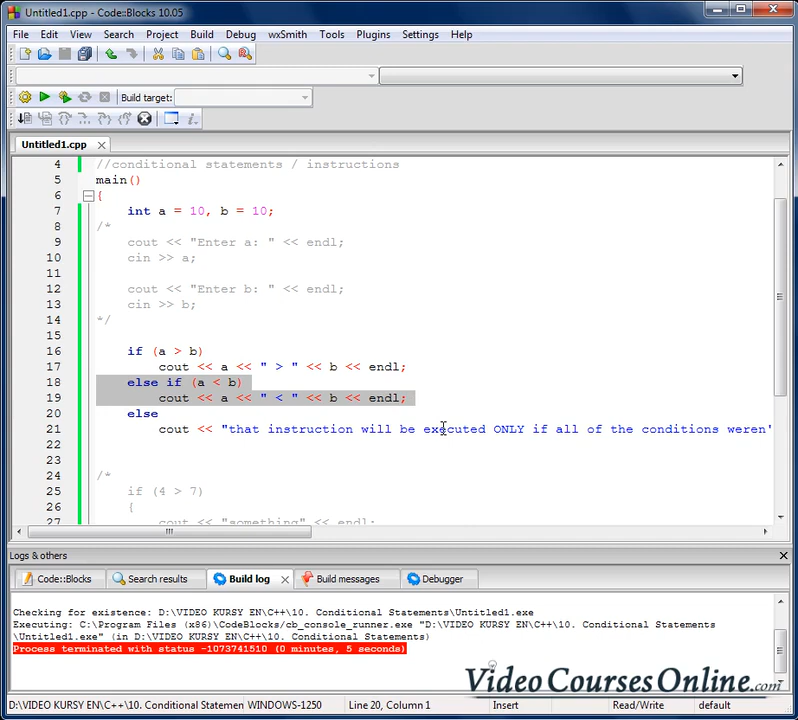 Untitled1.cpp - Code::Blocks 10.05
File Edit View Search Project Build Debug wxSmith Tools Plugins Settings Help
Build target:
Untitled1.cpp
4 //conditional statements / instructions
5 main()
6 {
7 int a = 10, b = 10;
8 /*
9 cout << "Enter a: " << endl;
10 cin >> a;
11
12 cout << "Enter b: " << endl;
13 cin >> b;
14 */
15
16 if (a > b)
17 cout << a << " > " << b << endl;
18 else if (a < b)
19 cout << a << " < " << b << endl;
20 else
21 cout << "that instruction will be executed ONLY if all of the conditions weren'
22
23
24 /*
25 if (4 > 7)
26 {
27 cout << "something" << endl;
Logs & others
Code::Blocks Search results Build log Build messages Debugger
Checking for existence: D:\VIDEO KURSY EN\C++\10. Conditional Statements\Untitled1.exe
Executing: C:\Program Files (x86)\CodeBlocks/cb_console_runner.exe "D:\VIDEO KURSY EN\C++\10. Conditional Statements
\Untitled1.exe" (in D:\VIDEO KURSY EN\C++\10. Conditional Statements)
Process terminated with status -1073741510 (0 minutes, 5 seconds)
VideoCoursesOnline.com
D:\VIDEO KURSY EN\C++\10. Conditional Statemen WINDOWS-1250 Line 20, Column 1 Insert Read/Write default